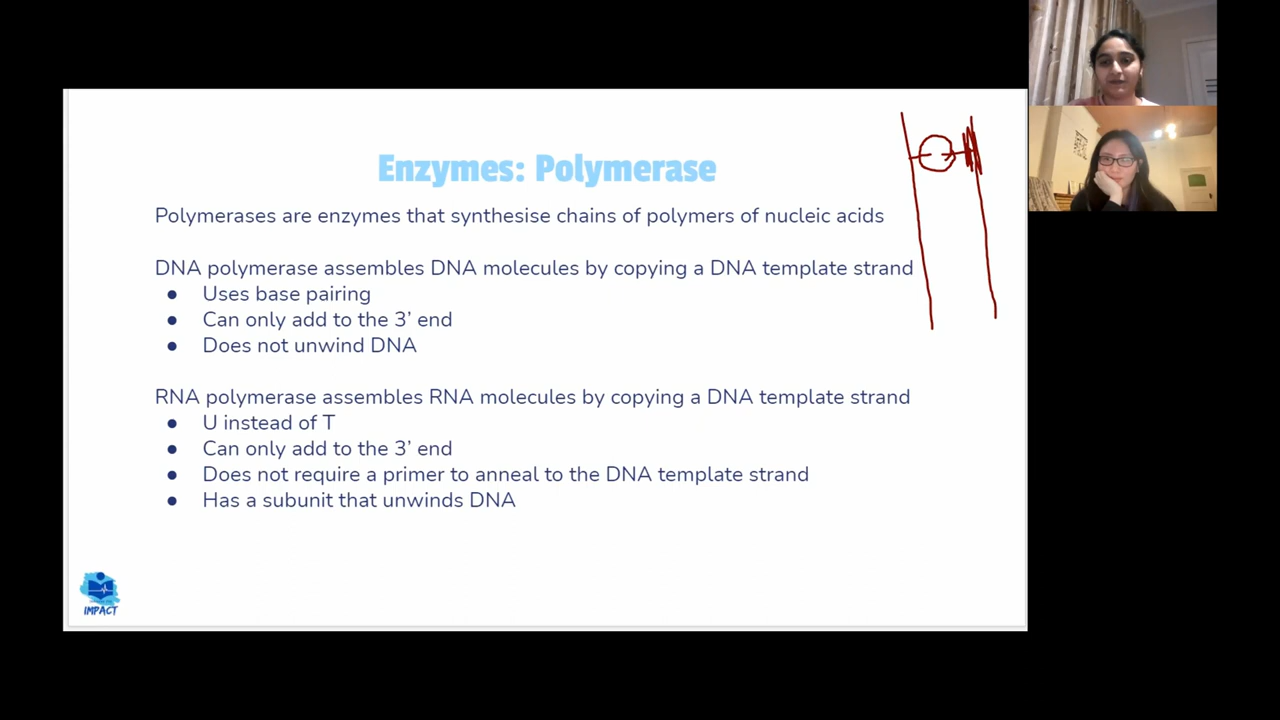 Enzymes: Polymerase
Polymerases are enzymes that synthesise chains of polymers of nucleic acids
DNA polymerase assembles DNA molecules by copying a DNA template strand
● Uses base pairing
● Can only add to the 3’ end
● Does not unwind DNA
RNA polymerase assembles RNA molecules by copying a DNA template strand
● U instead of T
● Can only add to the 3’ end
● Does not require a primer to anneal to the DNA template strand
● Has a subunit that unwinds DNA
IMPACT